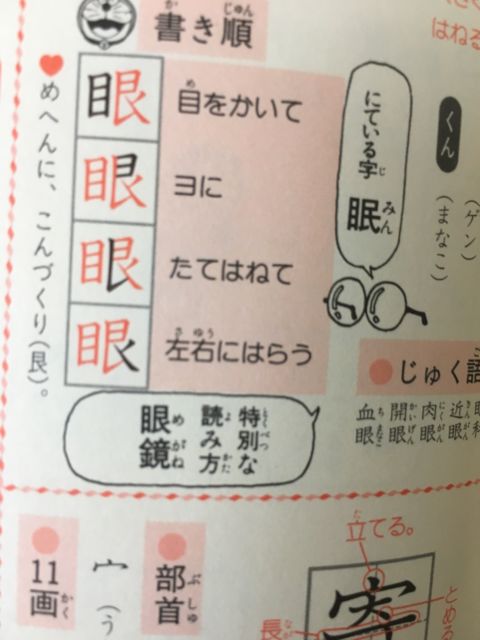 書き順
目をかいて
ヨに
たてはねて
左右にはらう
❤めへんに、こんづくり（艮）。
にている字
眠
特別な
読み方
眼鏡
くん
（ゲン）
（まなこ）
はねる
じゅく語
近眼
肉眼
開眼
血眼
部首
宀（う
11画
立てる。
とめる
長